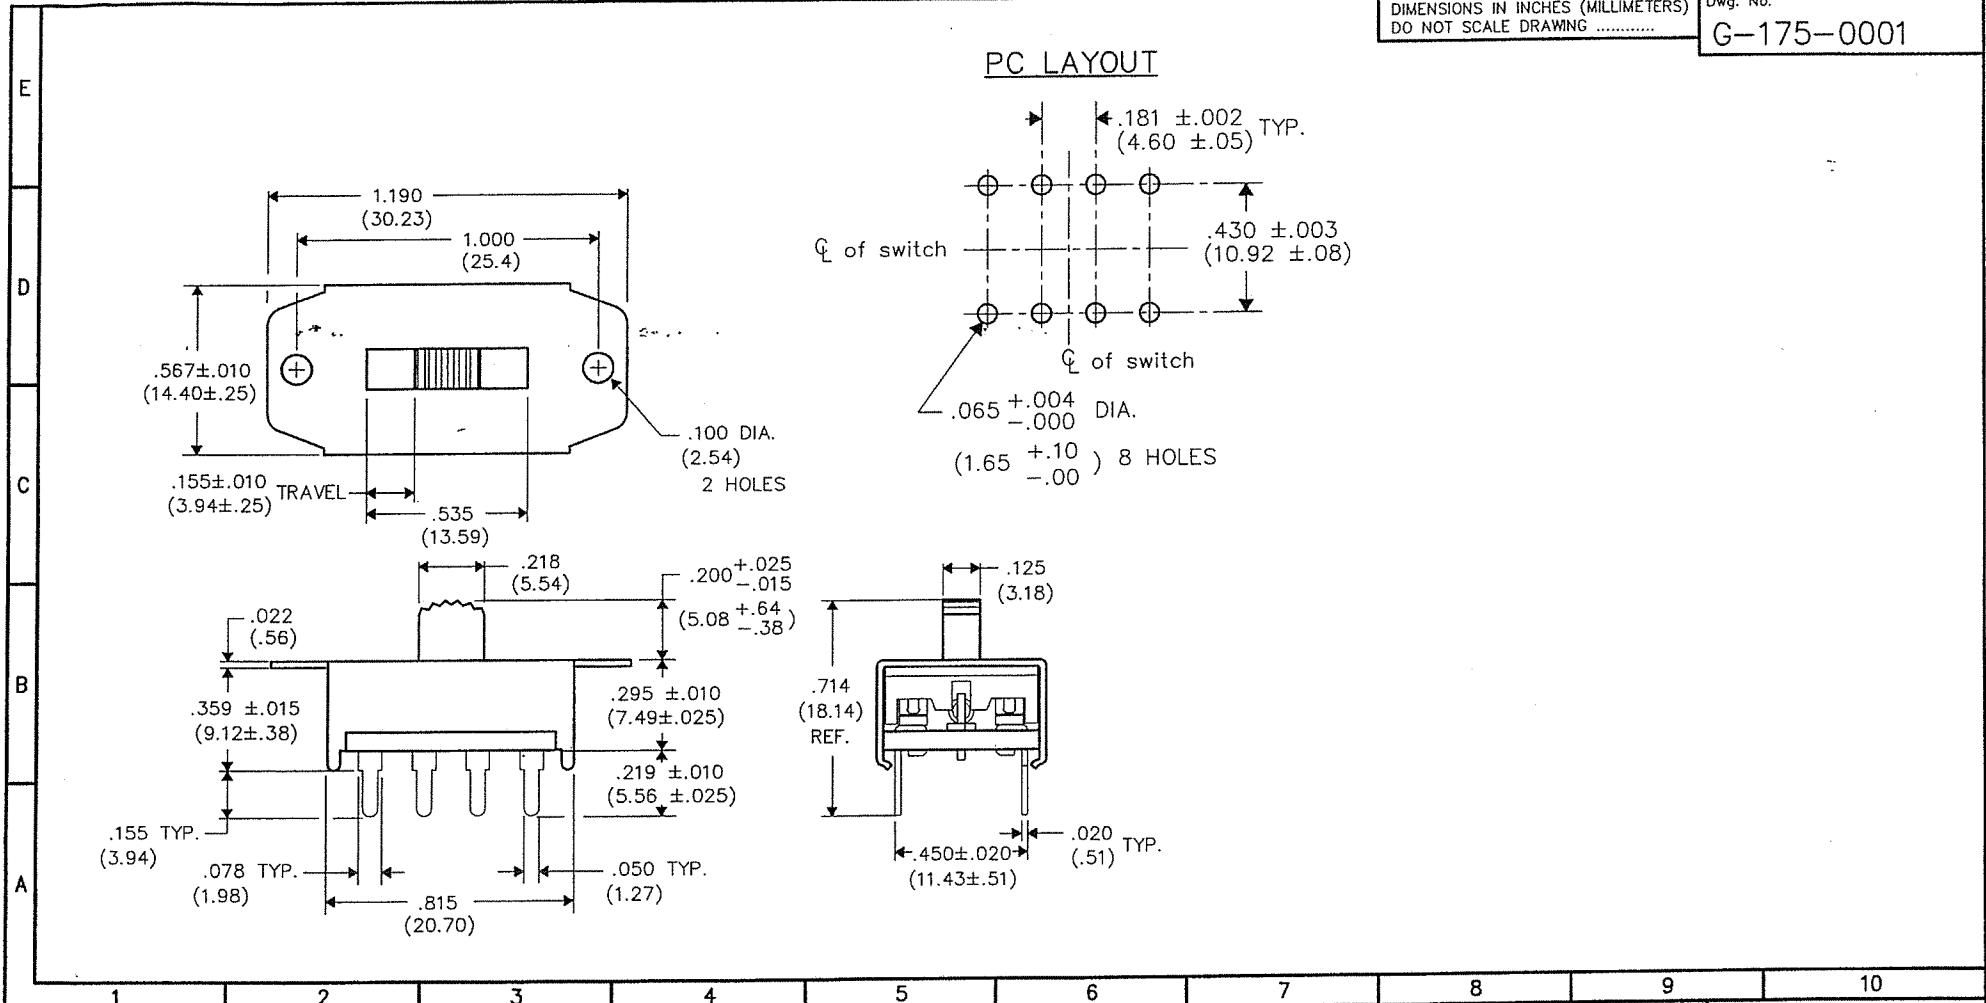 DIMENSIONS IN INCHES (MILLIMETERS)
DO NOT SCALE DRAWING ............
Dwg. No.
G-175-0001
PC LAYOUT
.181 ±.002 TYP.
(4.60 ±.05)
℄ of switch
.430 ±.003
(10.92 ±.08)
℄ of switch
.065 +.004 -.000 DIA.
(1.65 +.10 -.00) 8 HOLES
1.190
(30.23)
1.000
(25.4)
.567±.010
(14.40±.25)
.100 DIA.
(2.54)
2 HOLES
.155±.010 TRAVEL
(3.94±.25)
.535
(13.59)
.218
(5.54)
.200 +.025 -.015
(5.08 +.64 -.38)
.022
(.56)
.359 ±.015
(9.12±.38)
.295 ±.010
(7.49±.025)
.219 ±.010
(5.56 ±.025)
.155 TYP.
(3.94)
.078 TYP.
(1.98)
.050 TYP.
(1.27)
.815
(20.70)
.125
(3.18)
.714
(18.14)
REF.
.020 TYP.
(.51)
.450±.020
(11.43±.51)
E
D
C
B
A
1 2 3 4 5 6 7 8 9 10